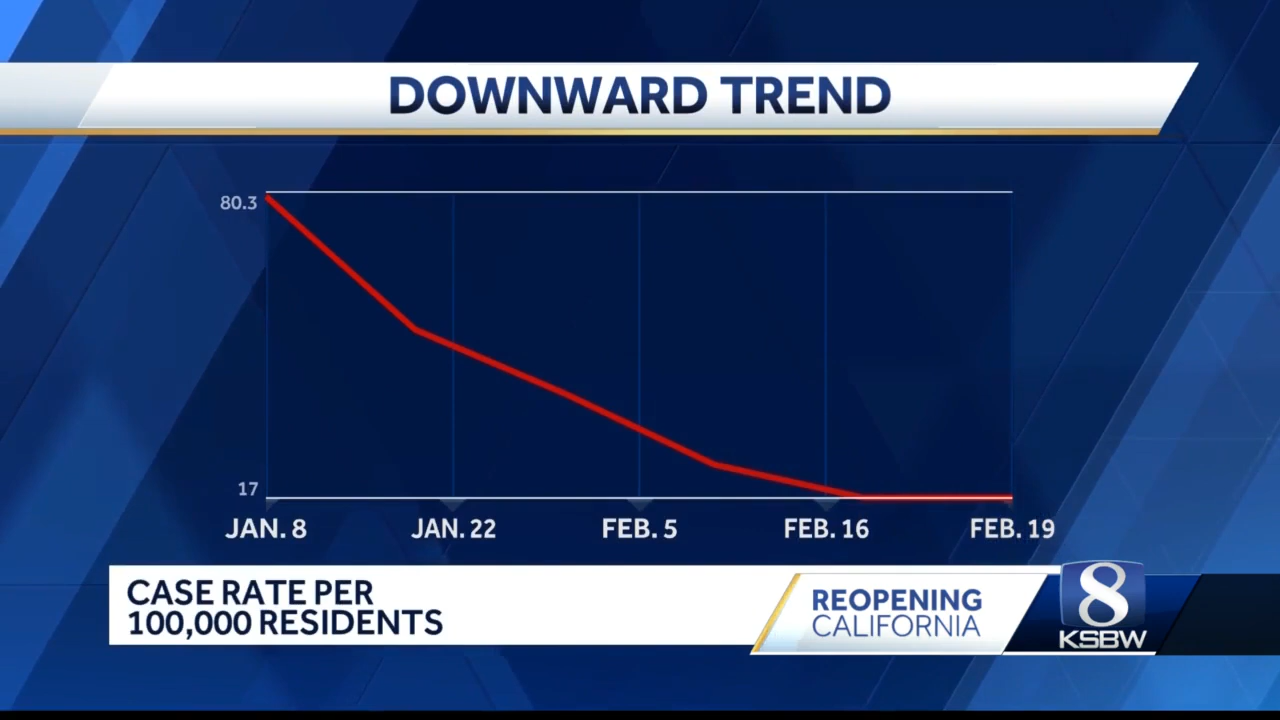 DOWNWARD TREND
80.3
17
JAN. 8
JAN. 22
FEB. 5
FEB. 16
FEB. 19
CASE RATE PER
100,000 RESIDENTS
REOPENING
CALIFORNIA
8
KSBW